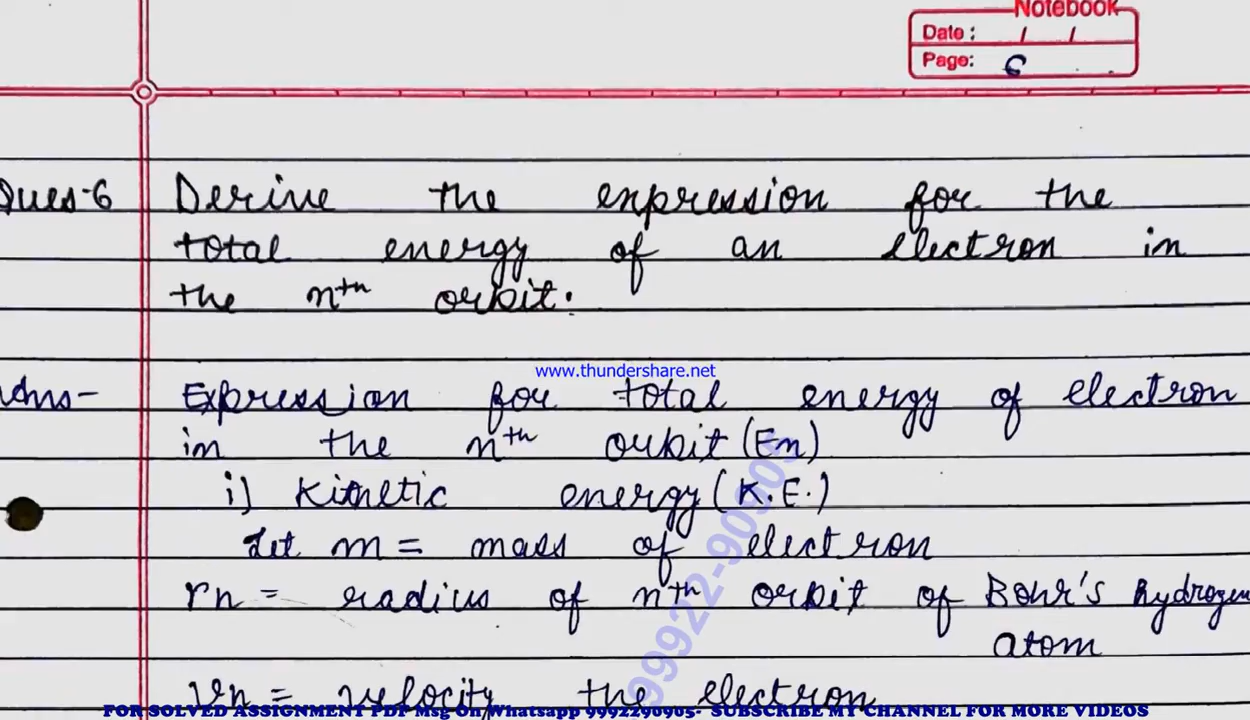 Notebook
Date: / /
Page: 6
Ques-6 Derive the expression for the
total energy of an electron in
the nth orbit.
www.thundershare.net
Ans- Expression for total energy of electron
in the nth orbit (En)
i) Kinetic energy (K.E.)
Let m = mass of electron
rn = radius of nth orbit of Bohr's hydrogen
atom
vn = velocity the electron
99922-90905
FOR SOLVED ASSIGNMENT PDF Msg On Whatsapp 9992290905- SUBSCRIBE MY CHANNEL FOR MORE VIDEOS